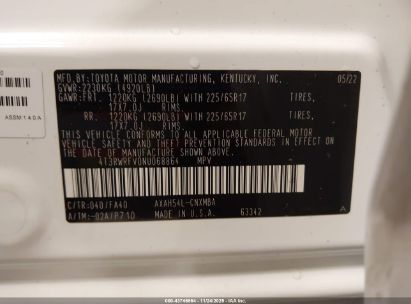 0
ASSM 1 4.0 A
MFD.BY:TOYOTA MOTOR MANUFACTURING, KENTUCKY, INC. 05/22
GVWR:2230KG (4920LB)
GAWR:FRT. 1220KG (2690LB) WITH 225/65R17 TIRES,
17X7.0J RIMS
RR. 1220KG (2690LB) WITH 225/65R17 TIRES,
17X7.0J RIMS
THIS VEHICLE CONFORMS TO ALL APPLICABLE FEDERAL MOTOR
VEHICLE SAFETY, BUMPER, AND THEFT PREVENTION STANDARDS IN
EFFECT ON THE DATE OF MANUFACTURE SHOWN ABOVE.
4T3RWRFV0NU068864 MPV
C/TR:040/FA40 AXAH54L-CNXMBA
A/TM:-02A/P710 MADE IN U.S.A. 63342 A